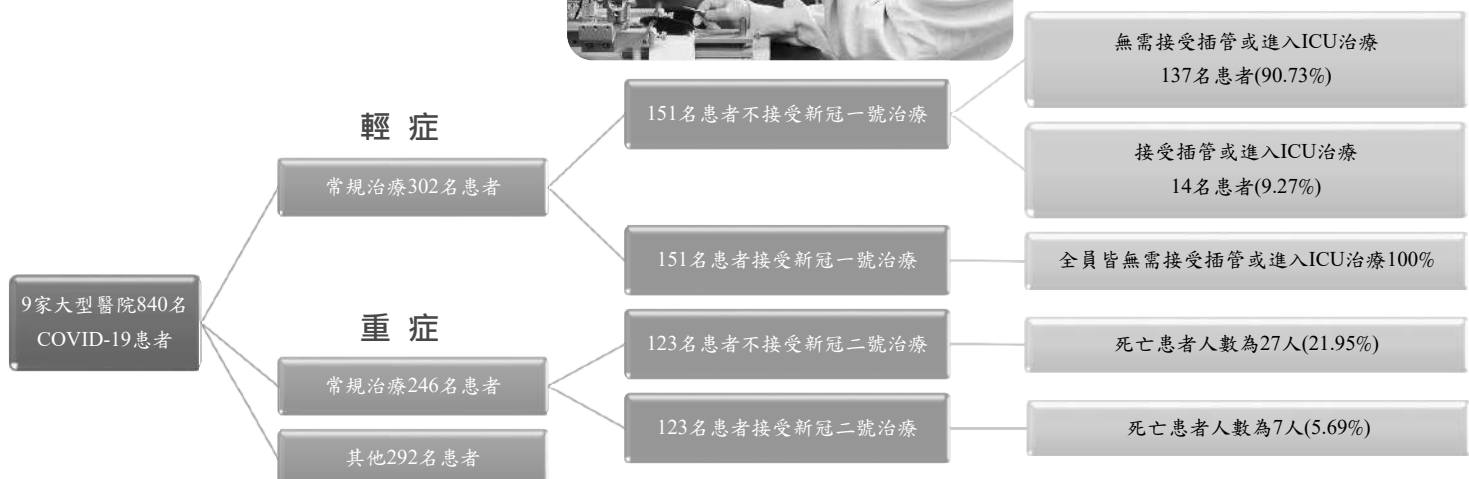 9家大型醫院840名
COVID-19患者
輕症
常規治療302名患者
重症
常規治療246名患者
其他292名患者
151名患者不接受新冠一號治療
151名患者接受新冠一號治療
123名患者不接受新冠二號治療
123名患者接受新冠二號治療
無需接受插管或進入ICU治療
137名患者(90.73%)
接受插管或進入ICU治療
14名患者(9.27%)
全員皆無需接受插管或進入ICU治療100%
死亡患者人數為27人(21.95%)
死亡患者人數為7人(5.69%)